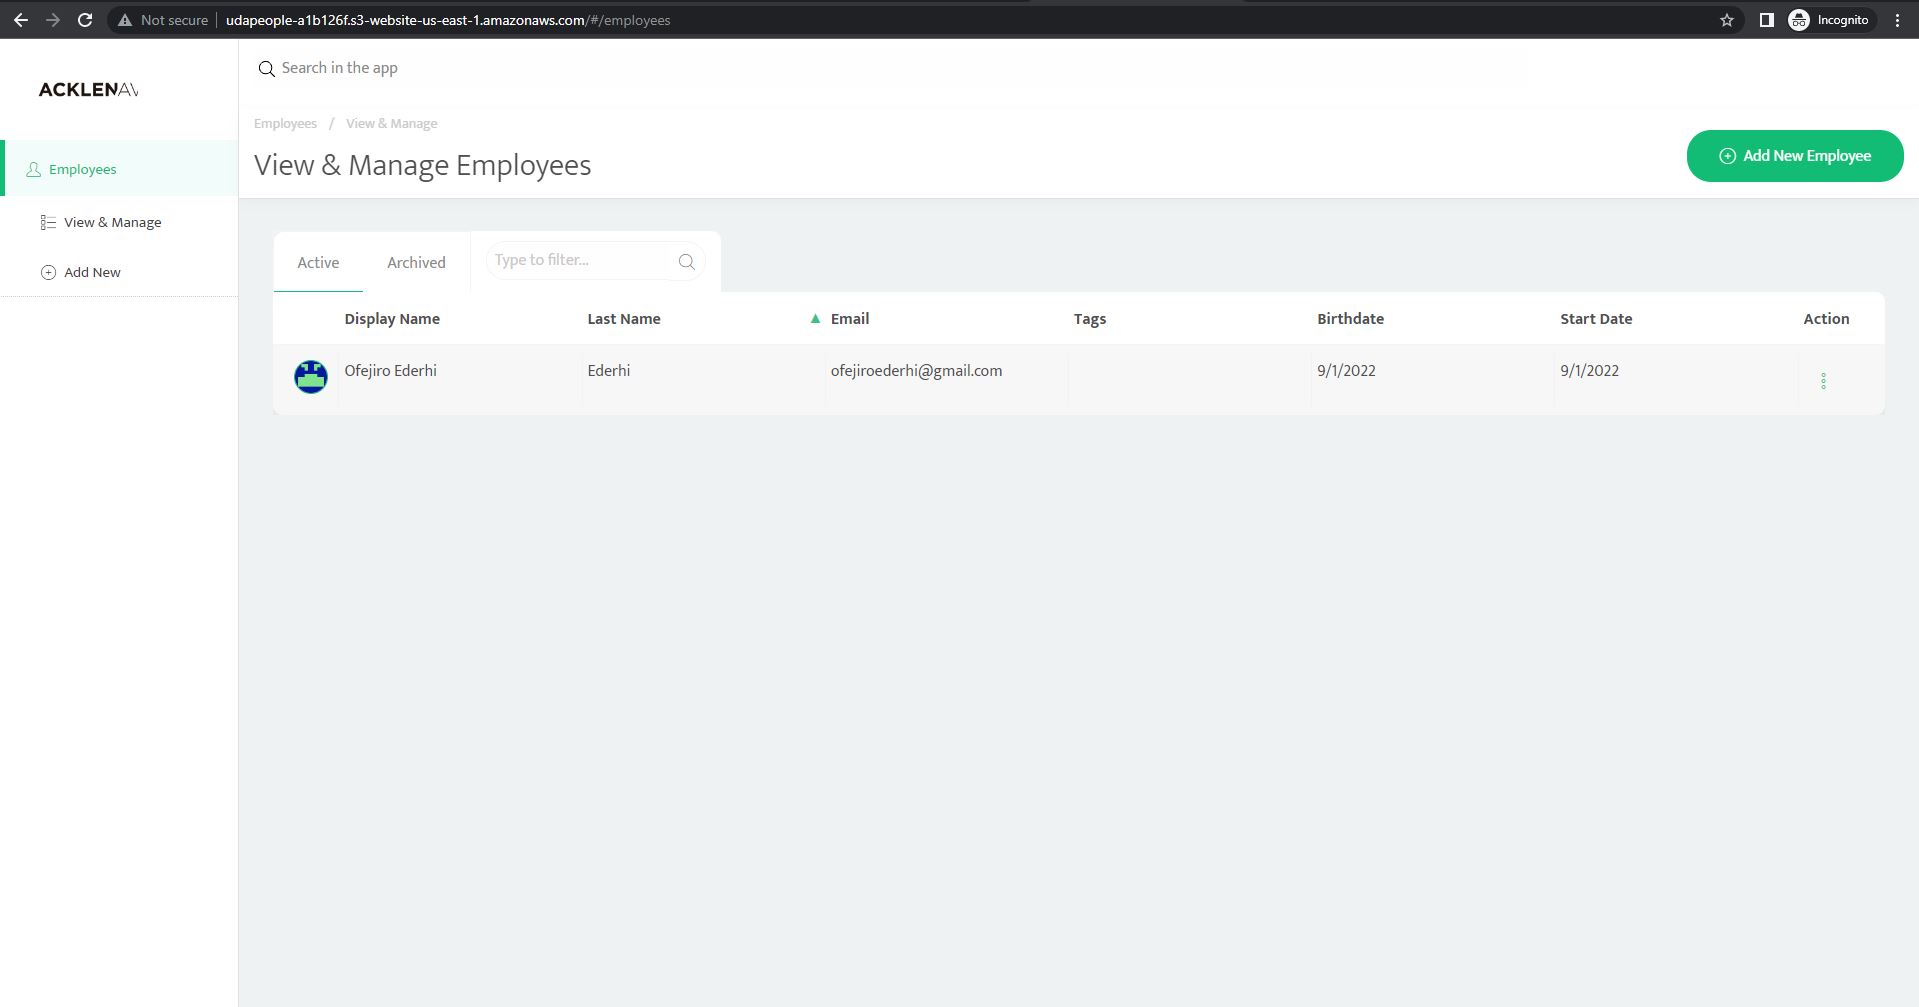 Not secure
udapeople-a1b126f.s3-website-us-east-1.amazonaws.com/#/employees
Incognito
ACKLENAV
Search in the app
Employees / View & Manage
View & Manage Employees
Add New Employee
Employees
View & Manage
Add New
Active
Archived
Type to filter...
Display Name
Last Name
Email
Tags
Birthdate
Start Date
Action
Ofejiro Ederhi
Ederhi
ofejiroederhi@gmail.com
9/1/2022
9/1/2022